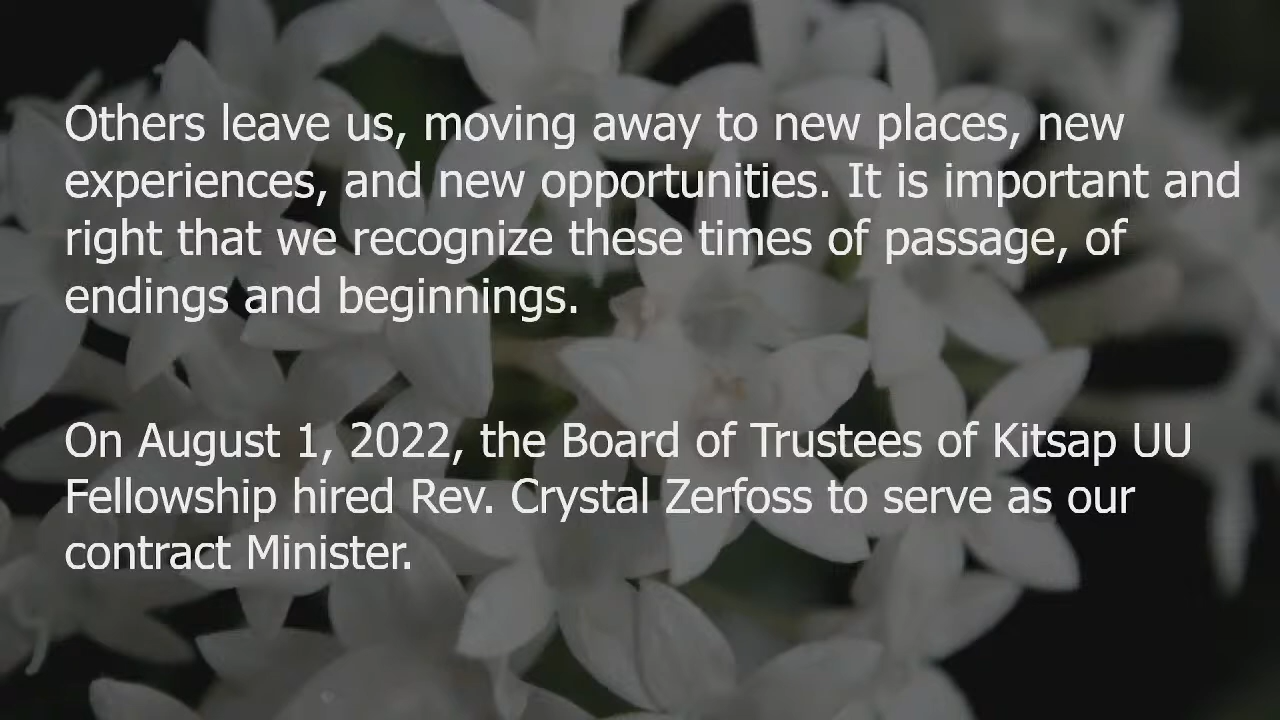 Others leave us, moving away to new places, new
experiences, and new opportunities. It is important and
right that we recognize these times of passage, of
endings and beginnings.
On August 1, 2022, the Board of Trustees of Kitsap UU
Fellowship hired Rev. Crystal Zerfoss to serve as our
contract Minister.